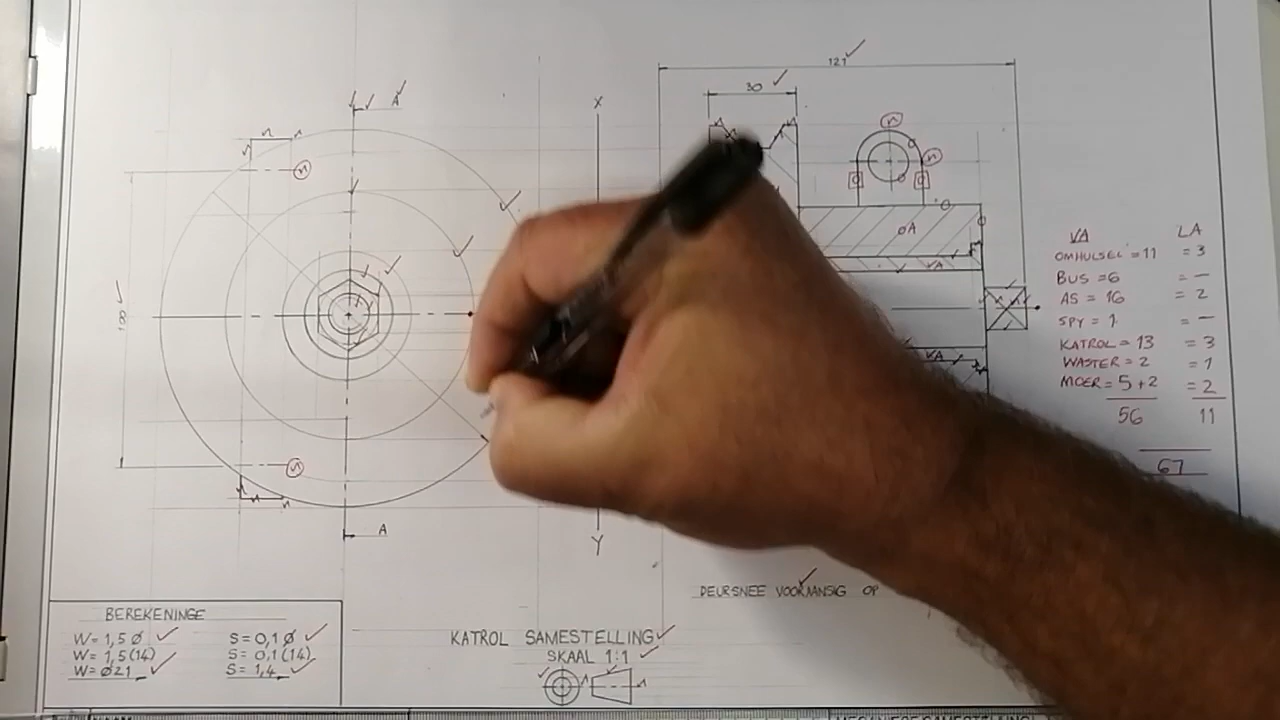 A
X
121
30
ØA
VA
VA
100
A
Y
VA
LA
OMHULSEL = 11 = 3
BUS = 6 = —
AS = 16 = 2
SPY = 1 = —
KATROL = 13 = 3
WASTER = 2 = 1
MOER = 5 + 2 = 2
56 11
67
DEURSNEE VOORAANSIG OP
BEREKENINGE
W = 1,5 Ø S = 0,1 Ø
W = 1,5 (14) S = 0,1 (14)
W = Ø21 S = 1,4
KATROL SAMESTELLING
SKAAL 1:1